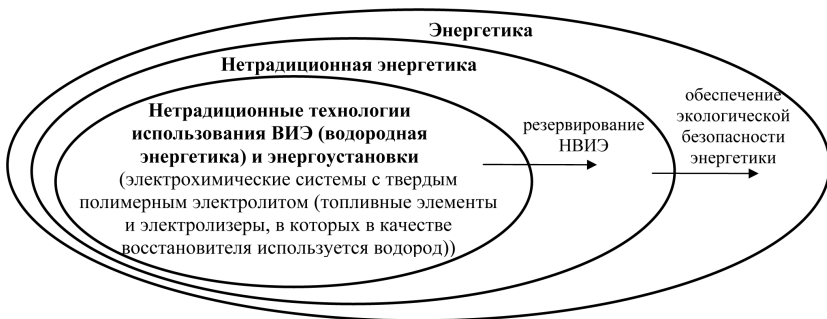 Энергетика
Нетрадиционная энергетика
Нетрадиционные технологии
использования ВИЭ (водородная
энергетика) и энергоустановки
(электрохимические системы с твердым
полимерным электролитом (топливные элементы
и электролизеры, в которых в качестве
восстановителя используется водород))
резервирование
НВИЭ
обеспечение
экологической
безопасности
энергетики